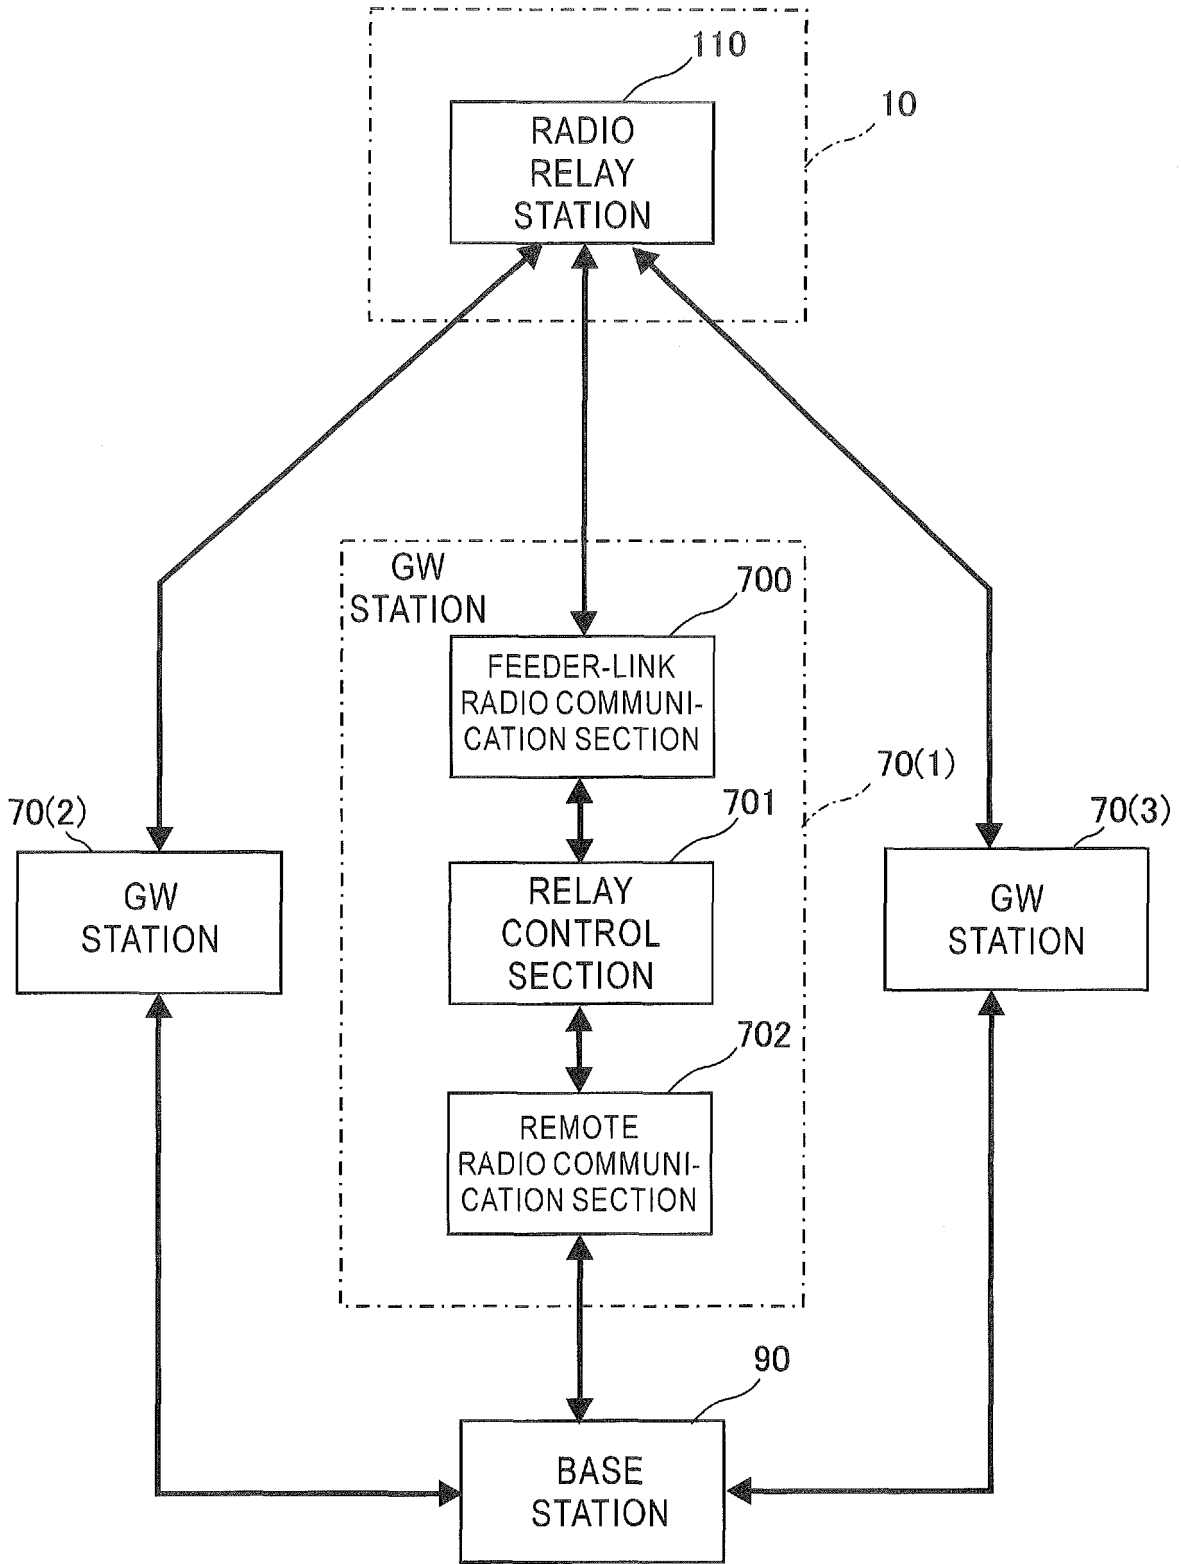 110
10
RADIO
RELAY
STATION
GW
STATION
700
FEEDER-LINK
RADIO COMMUNI-
CATION SECTION
70(1)
70(2)
701
70(3)
GW
STATION
RELAY
CONTROL
SECTION
GW
STATION
702
REMOTE
RADIO COMMUNI-
CATION SECTION
90
BASE
STATION